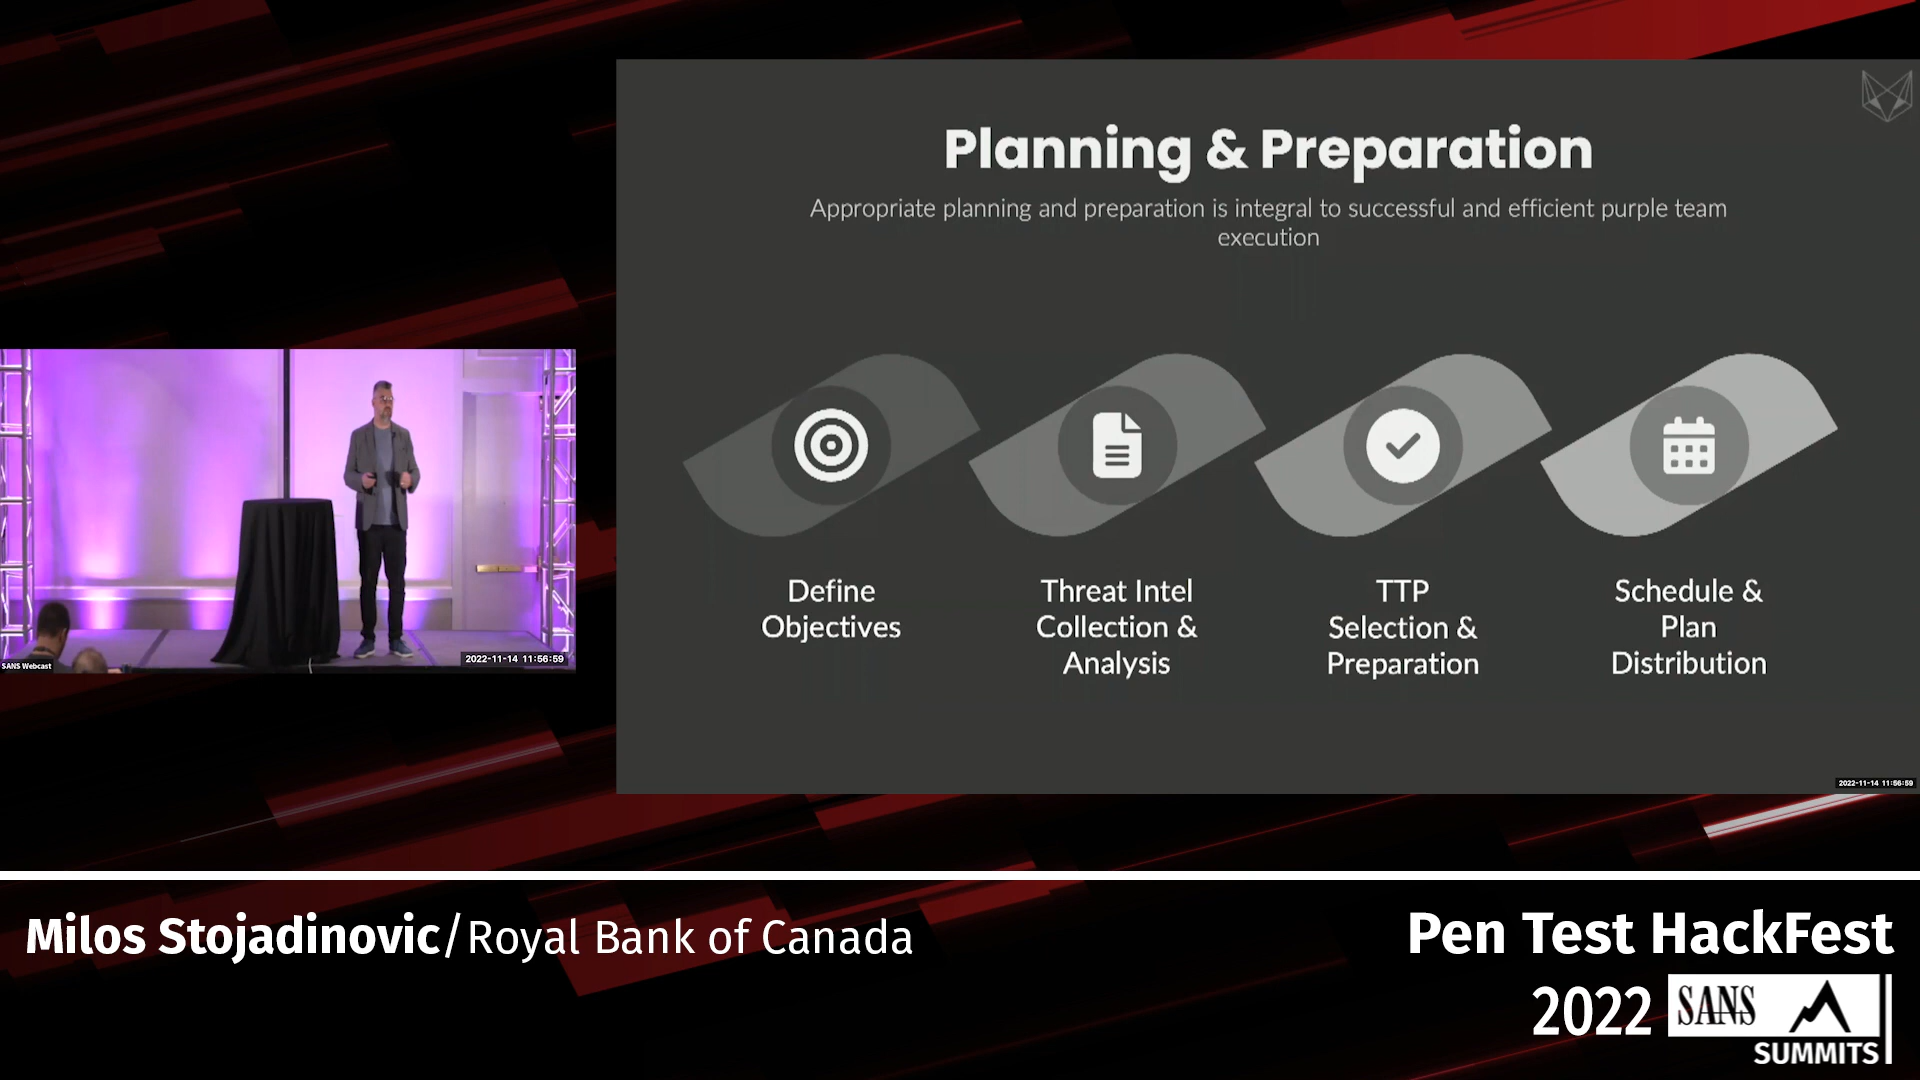 Planning & Preparation
Appropriate planning and preparation is integral to successful and efficient purple team
execution
Define
Objectives
Threat Intel
Collection &
Analysis
TTP
Selection &
Preparation
Schedule &
Plan
Distribution
2022-11-14 11:56:59
SANS Webcast
2022-11-14 11:56:59
Milos Stojadinovic/Royal Bank of Canada
Pen Test HackFest
2022
SANS
SUMMITS